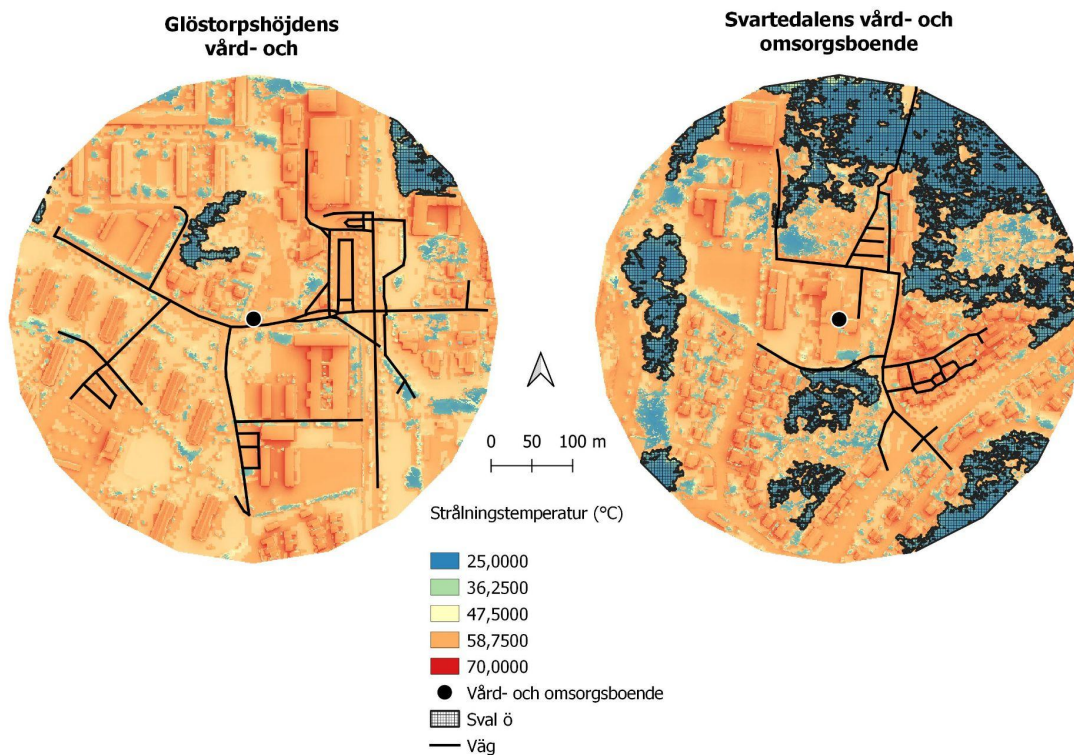 Glöstorpshöjdens
vård- och
Svartedalens vård- och
omsorgsboende
0 50 100 m
Strålningstemperatur (°C)
25,0000
36,2500
47,5000
58,7500
70,0000
Vård- och omsorgsboende
Sval ö
Väg